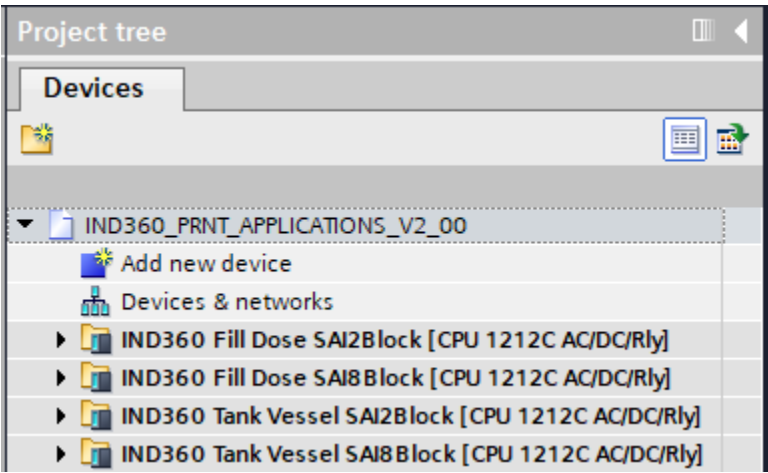 Project tree
Devices
IND360_PRNT_APPLICATIONS_V2_00
Add new device
Devices & networks
IND360 Fill Dose SAI2Block [CPU 1212C AC/DC/Rly]
IND360 Fill Dose SAI8Block [CPU 1212C AC/DC/Rly]
IND360 Tank Vessel SAI2Block [CPU 1212C AC/DC/Rly]
IND360 Tank Vessel SAI8Block [CPU 1212C AC/DC/Rly]